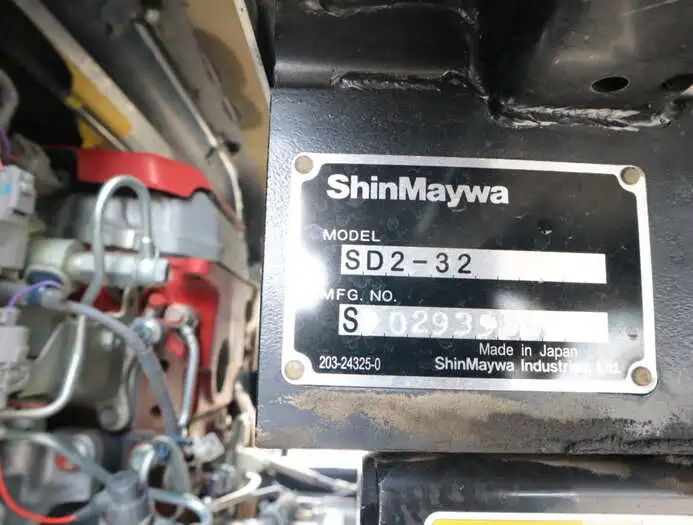 ShinMaywa
MODEL
SD2-32
MFG. NO.
S
Made in Japan
203-24325-0
ShinMaywa Industries, Ltd.